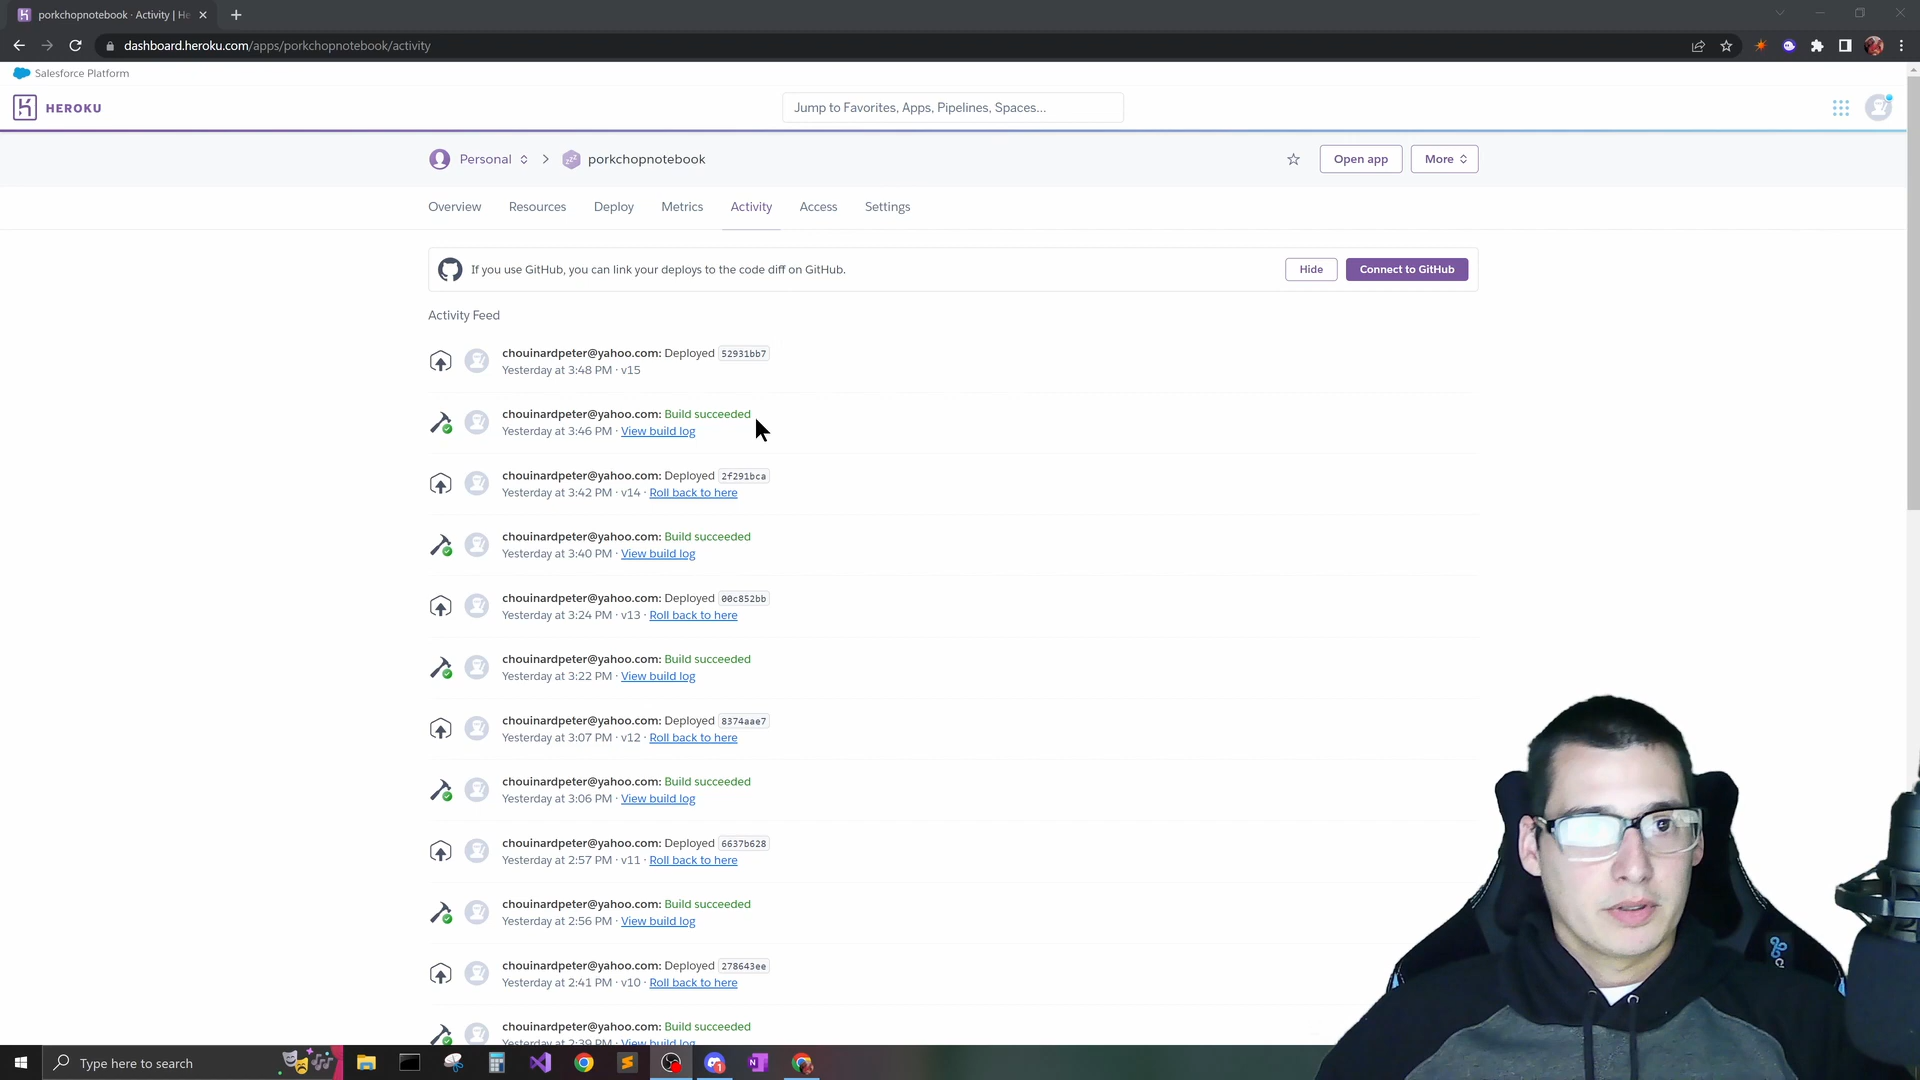 porkchopnotebook · Activity | He
dashboard.heroku.com/apps/porkchopnotebook/activity
Salesforce Platform
HEROKU
Jump to Favorites, Apps, Pipelines, Spaces...
Personal
porkchopnotebook
Open app
More
Overview
Resources
Deploy
Metrics
Activity
Access
Settings
If you use GitHub, you can link your deploys to the code diff on GitHub.
Hide
Connect to GitHub
Activity Feed
chouinardpeter@yahoo.com: Deployed 52931bb7
Yesterday at 3:48 PM · v15
chouinardpeter@yahoo.com: Build succeeded
Yesterday at 3:46 PM · View build log
chouinardpeter@yahoo.com: Deployed 2f291bca
Yesterday at 3:42 PM · v14 · Roll back to here
chouinardpeter@yahoo.com: Build succeeded
Yesterday at 3:40 PM · View build log
chouinardpeter@yahoo.com: Deployed 00c852bb
Yesterday at 3:24 PM · v13 · Roll back to here
chouinardpeter@yahoo.com: Build succeeded
Yesterday at 3:22 PM · View build log
chouinardpeter@yahoo.com: Deployed 8374aae7
Yesterday at 3:07 PM · v12 · Roll back to here
chouinardpeter@yahoo.com: Build succeeded
Yesterday at 3:06 PM · View build log
chouinardpeter@yahoo.com: Deployed 6637b628
Yesterday at 2:57 PM · v11 · Roll back to here
chouinardpeter@yahoo.com: Build succeeded
Yesterday at 2:56 PM · View build log
chouinardpeter@yahoo.com: Deployed 278643ee
Yesterday at 2:41 PM · v10 · Roll back to here
chouinardpeter@yahoo.com: Build succeeded
Yesterday at 2:39 PM · View build log
Type here to search